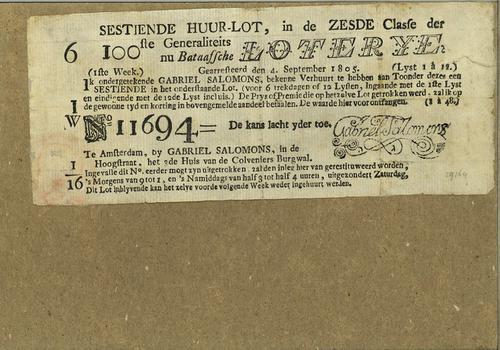 SESTIENDE HUUR-LOT, in de ZESDE Classe der
6 100ste Generaliteits nu Bataafsche LOTERYE.
(1ste Week.) Gearresteerd den 4. September 1805. (Lyst 1 à 12.)
Ik ondergetekende GABRIEL SALOMONS, bekenne Verhuurt te hebben aan Toonder dezes een
SESTIENDE in het onderstaande Lot. (voor 6 trekdagen of 12 Lysten, ingaande met de 1ste Lyst
en eindigende met de 12de Lyst incluis.) De Prys of Premie die op hetzelve Lot getrokken werd, zal ik op
de gewoone tyd en korting in bovengemelde aandeel betaalen. De waarde hier voor ontfangen. (1 à 48.)
1 W No. 11694= De kans lacht yder toe. Gabriel Salomons
Te Amsterdam, by GABRIEL SALOMONS, in de
Hoogstraat, het 2de Huis van de Colveniers Burgwal.
1/16 Ingevalle dit No. eerder mogt zyn uitgetrokken zal den inleg hier van gerestitueerd worden,
's Morgens van 9 tot 1, en 's Namiddags van half 3 tot half 4 uuren, uitgezondert Zaturdag.
Dit Lot inblyvende kan het zelve voor de volgende Week weder ingehuurt werden.